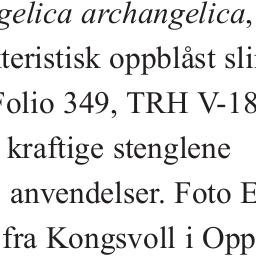 gelica archangelica,
teristisk oppblåst sli
Folio 349, TRH V-18
kraftige stenglene
anvendelser. Foto E
fra Kongsvoll i Opp